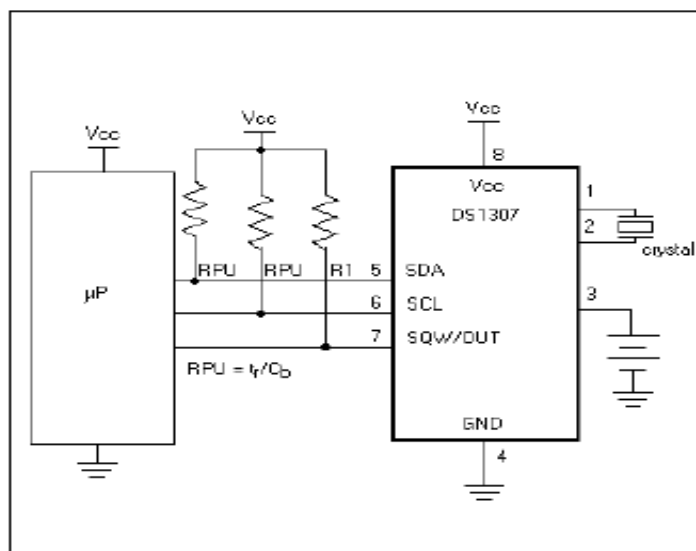 Vcc
Vcc
Vcc
8
Vcc
DS1307
1
2
crystal
RPU RPU R1 5 SDA
µP
6 SCL
3
7 SQW/OUT
RPU = tr/Cb
GND
4